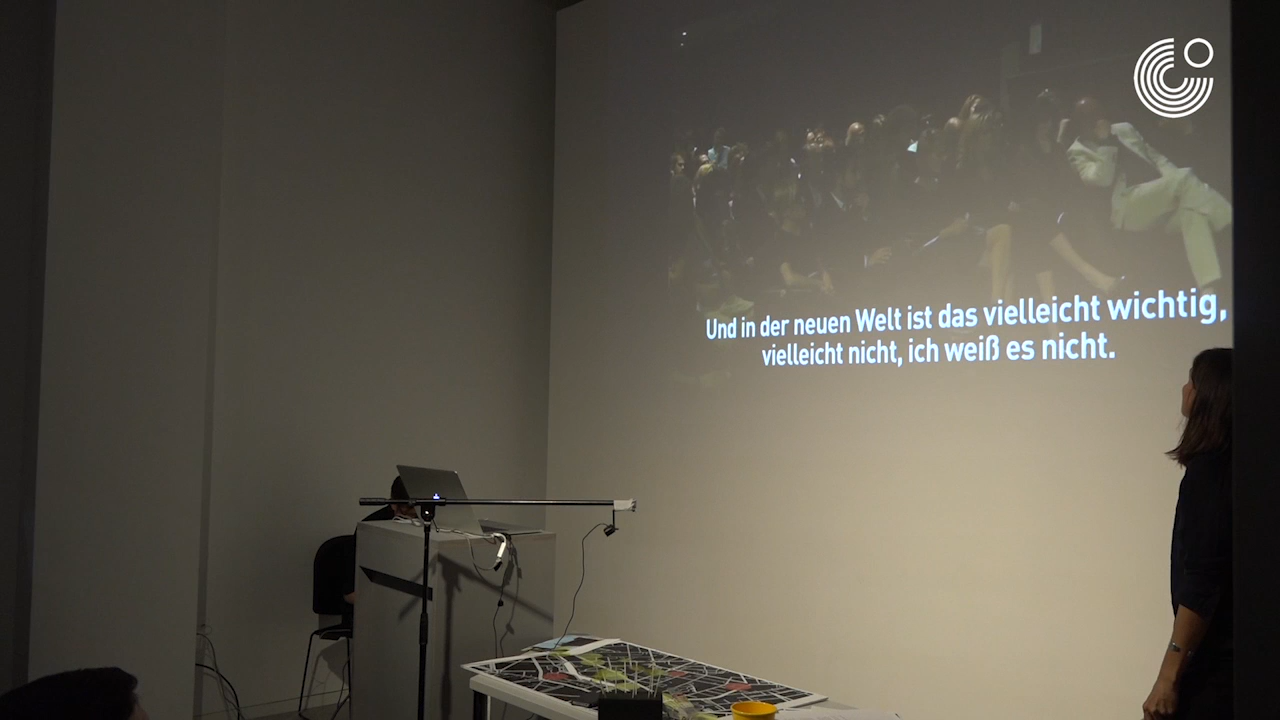 Und in der neuen Welt ist das vielleicht wichtig,
vielleicht nicht, ich weiß es nicht.